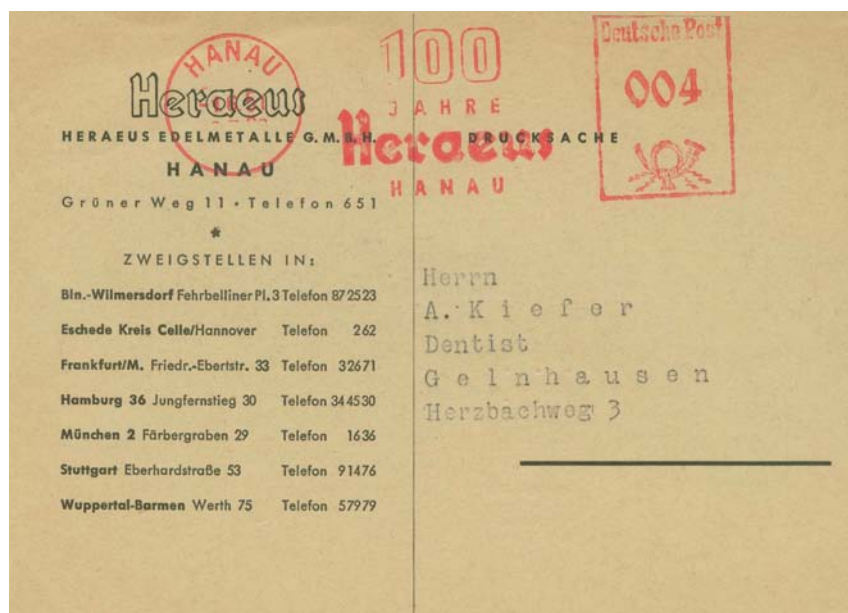 HANAU
Heraeus
HERAEUS EDELMETALLE G.M.B.H.
HANAU
Grüner Weg 11 • Telefon 651
*
ZWEIGSTELLEN IN:
Bln.-Wilmersdorf Fehrbelliner Pl. 3 Telefon 87 25 23
Eschede Kreis Celle/Hannover Telefon 262
Frankfurt/M. Friedr.-Ebertstr. 33 Telefon 32671
Hamburg 36 Jungfernstieg 30 Telefon 34 45 30
München 2 Färbergraben 29 Telefon 1636
Stuttgart Eberhardstraße 53 Telefon 91476
Wuppertal-Barmen Werth 75 Telefon 57979
100
JAHRE
Heraeus
HANAU
DRUCKSACHE
Deutsche Post
004
Herrn
A. Kiefer
Dentist
Gelnhausen
Herzbachweg 3